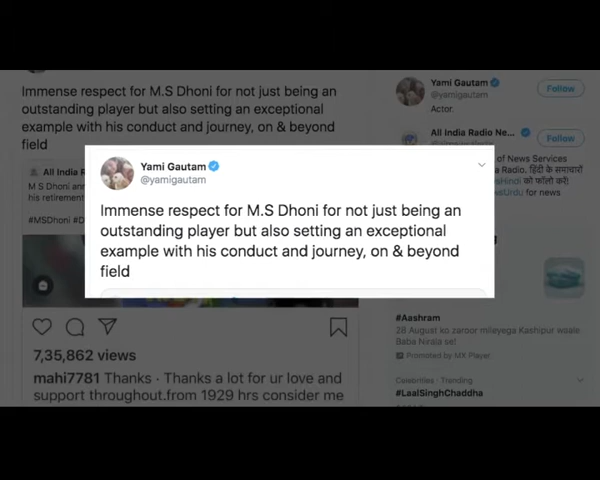 Immense respect for M.S Dhoni for not just being an
outstanding player but also setting an exceptional
example with his conduct and journey, on & beyond
field
All India R
M S Dhoni ann
his retirement
#MSDhoni #D
7,35,862 views
mahi7781 Thanks · Thanks a lot for ur love and
support throughout.from 1929 hrs consider me
Yami Gautam
@yamigautam
Immense respect for M.S Dhoni for not just being an
outstanding player but also setting an exceptional
example with his conduct and journey, on & beyond
field
Yami Gautam
@yamigautam
Follow
Actor.
All India Radio Ne...
Follow
of News Services
Radio. हिंदी के समाचारों
को फॉलो करें!
for news
#Aashram
28 August ko zaroor mileyega Kashipur waale
Baba Nirala se!
Promoted by MX Player
Celebrities · Trending
#LaalSinghChaddha